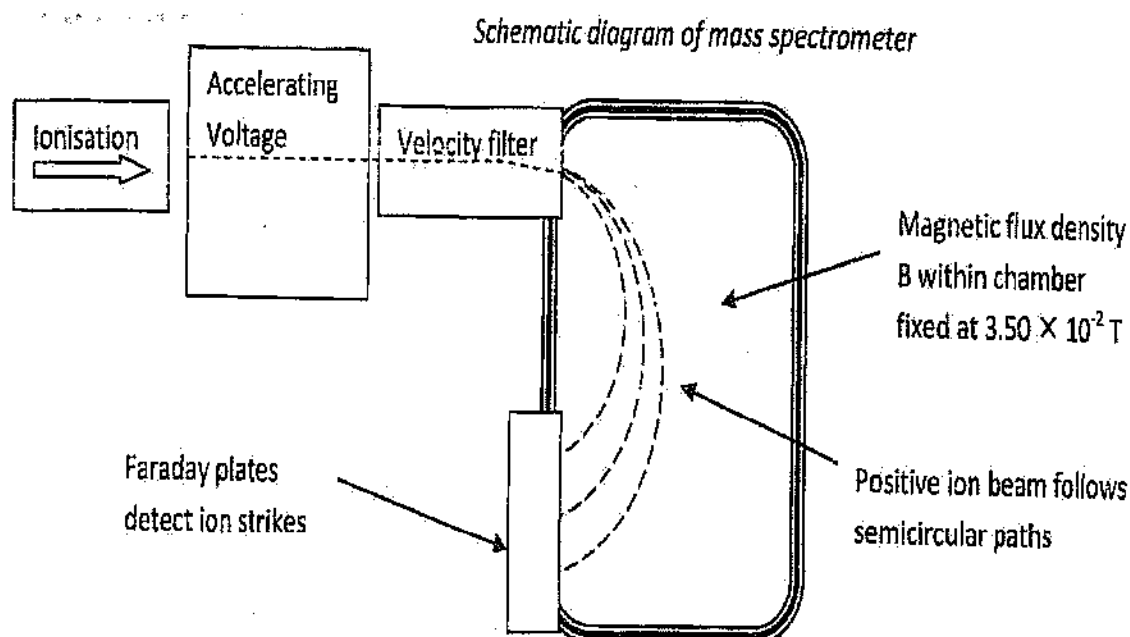 Schematic diagram of mass spectrometer
Accelerating
Voltage
Ionisation
Velocity filter
Magnetic flux density
B within chamber
fixed at 3.50 × 10⁻² T
Faraday plates
detect ion strikes
Positive ion beam follows
semicircular paths